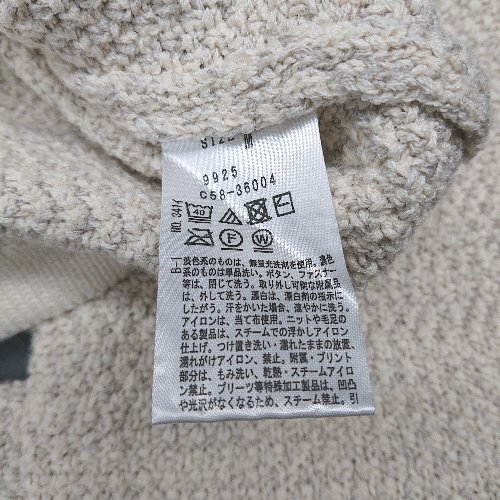 SIZE M
9925
C58-36004
NO.3414
40
F W
B-1
淡色系のものは、無蛍光洗剤を使用。濃色
系のものは単品洗い。ボタン、ファスナー
等は、閉じて洗う。取り外し可能な附属品
は、外して洗う。漂白は、漂白剤の指示に
したがう。汗をかいた場合、速やかに洗う。
アイロンは、当て布使用。ニットや毛足の
ある製品は、スチームでの浮かしアイロン
仕上げ。つけ置き洗い・濡れたままの放置、
濡れがけアイロン、禁止。附属・プリント
部分は、もみ洗い、乾熱・スチームアイロ
ン禁止。プリーツ等特殊加工製品は、凹凸
や光沢がなくなるため、スチーム禁止。引